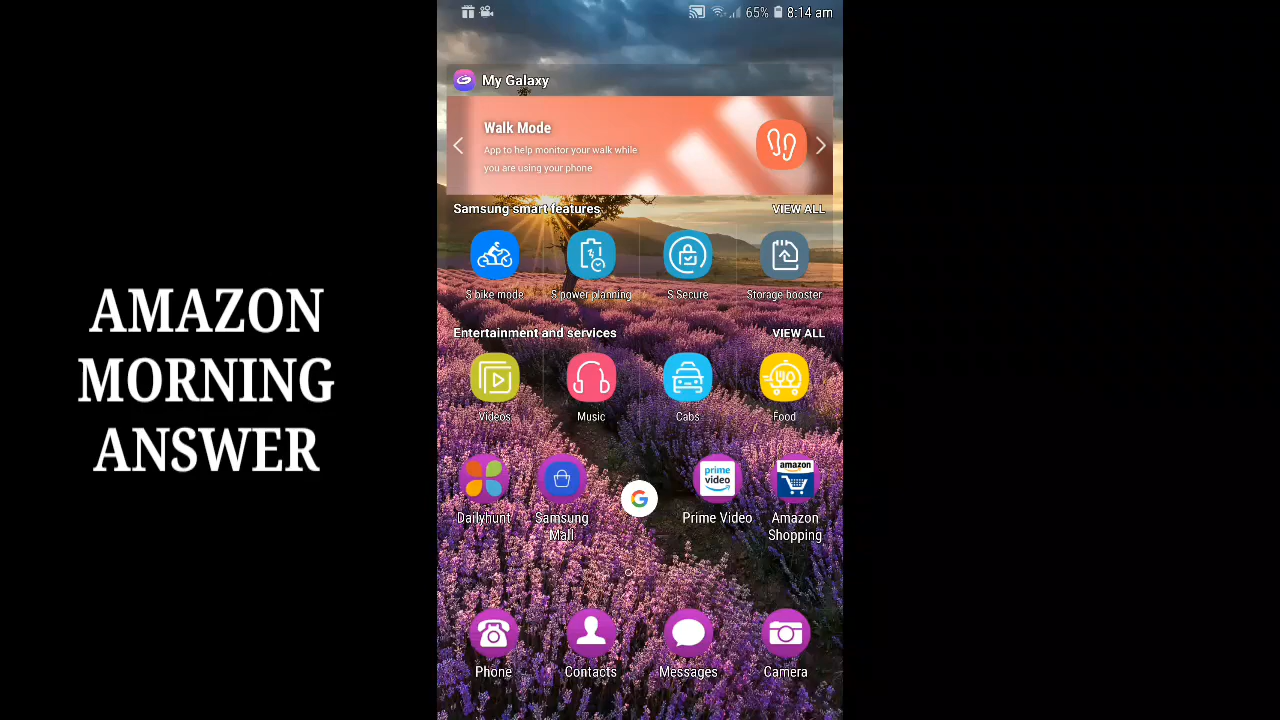 AMAZON
MORNING
ANSWER
65% 8:14 am
My Galaxy
Walk Mode
App to help monitor your walk while
you are using your phone
Samsung smart features VIEW ALL
S bike mode S power planning S Secure Storage booster
Entertainment and services VIEW ALL
Videos Music Cabs Food
prime video
amazon
G
Dailyhunt Samsung Mall Prime Video Amazon Shopping
Phone Contacts Messages Camera